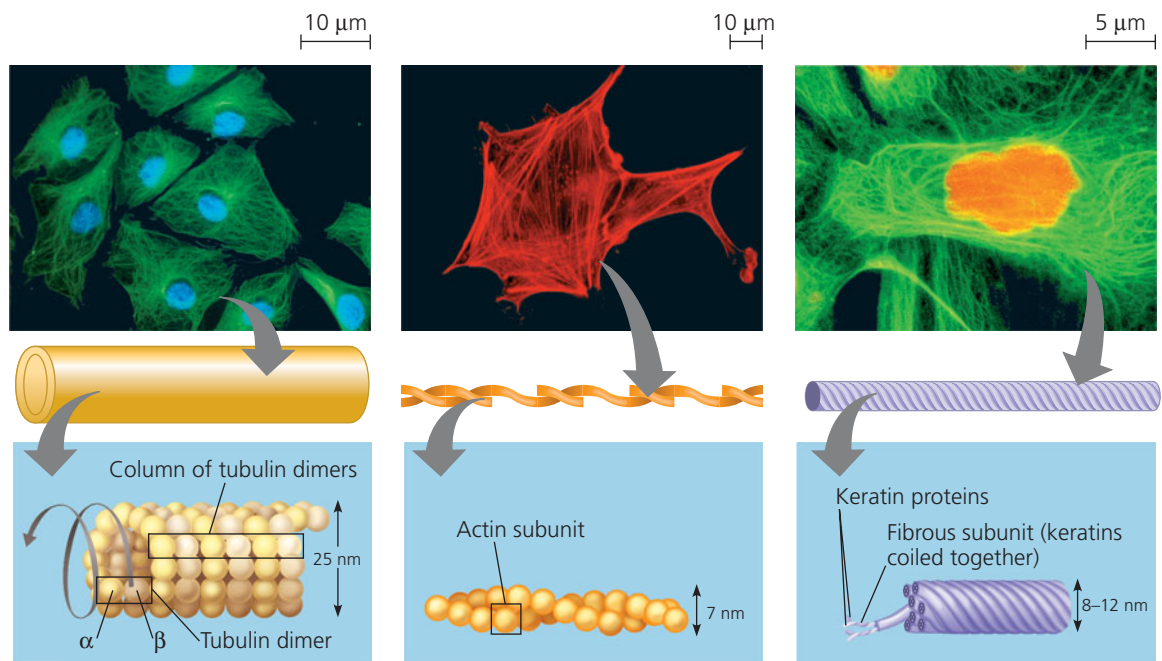 10 μm
10 μm
5 μm
Column of tubulin dimers
25 nm
α
β
Tubulin dimer
Actin subunit
7 nm
Keratin proteins
Fibrous subunit (keratins
coiled together)
8–12 nm